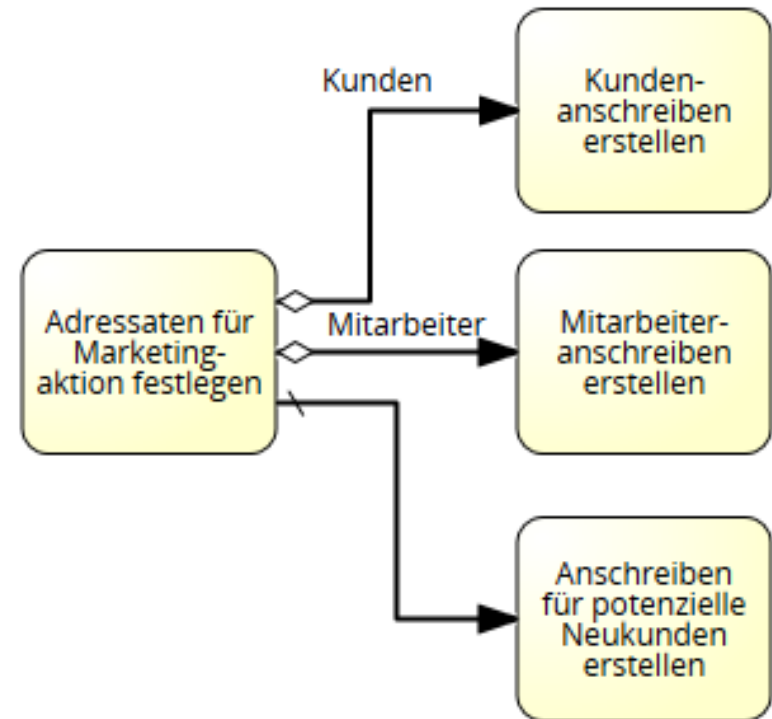 Kunden
Kunden-
anschreiben
erstellen
Adressaten für
Marketing-
aktion festlegen
Mitarbeiter
Mitarbeiter-
anschreiben
erstellen
Anschreiben
für potenzielle
Neukunden
erstellen